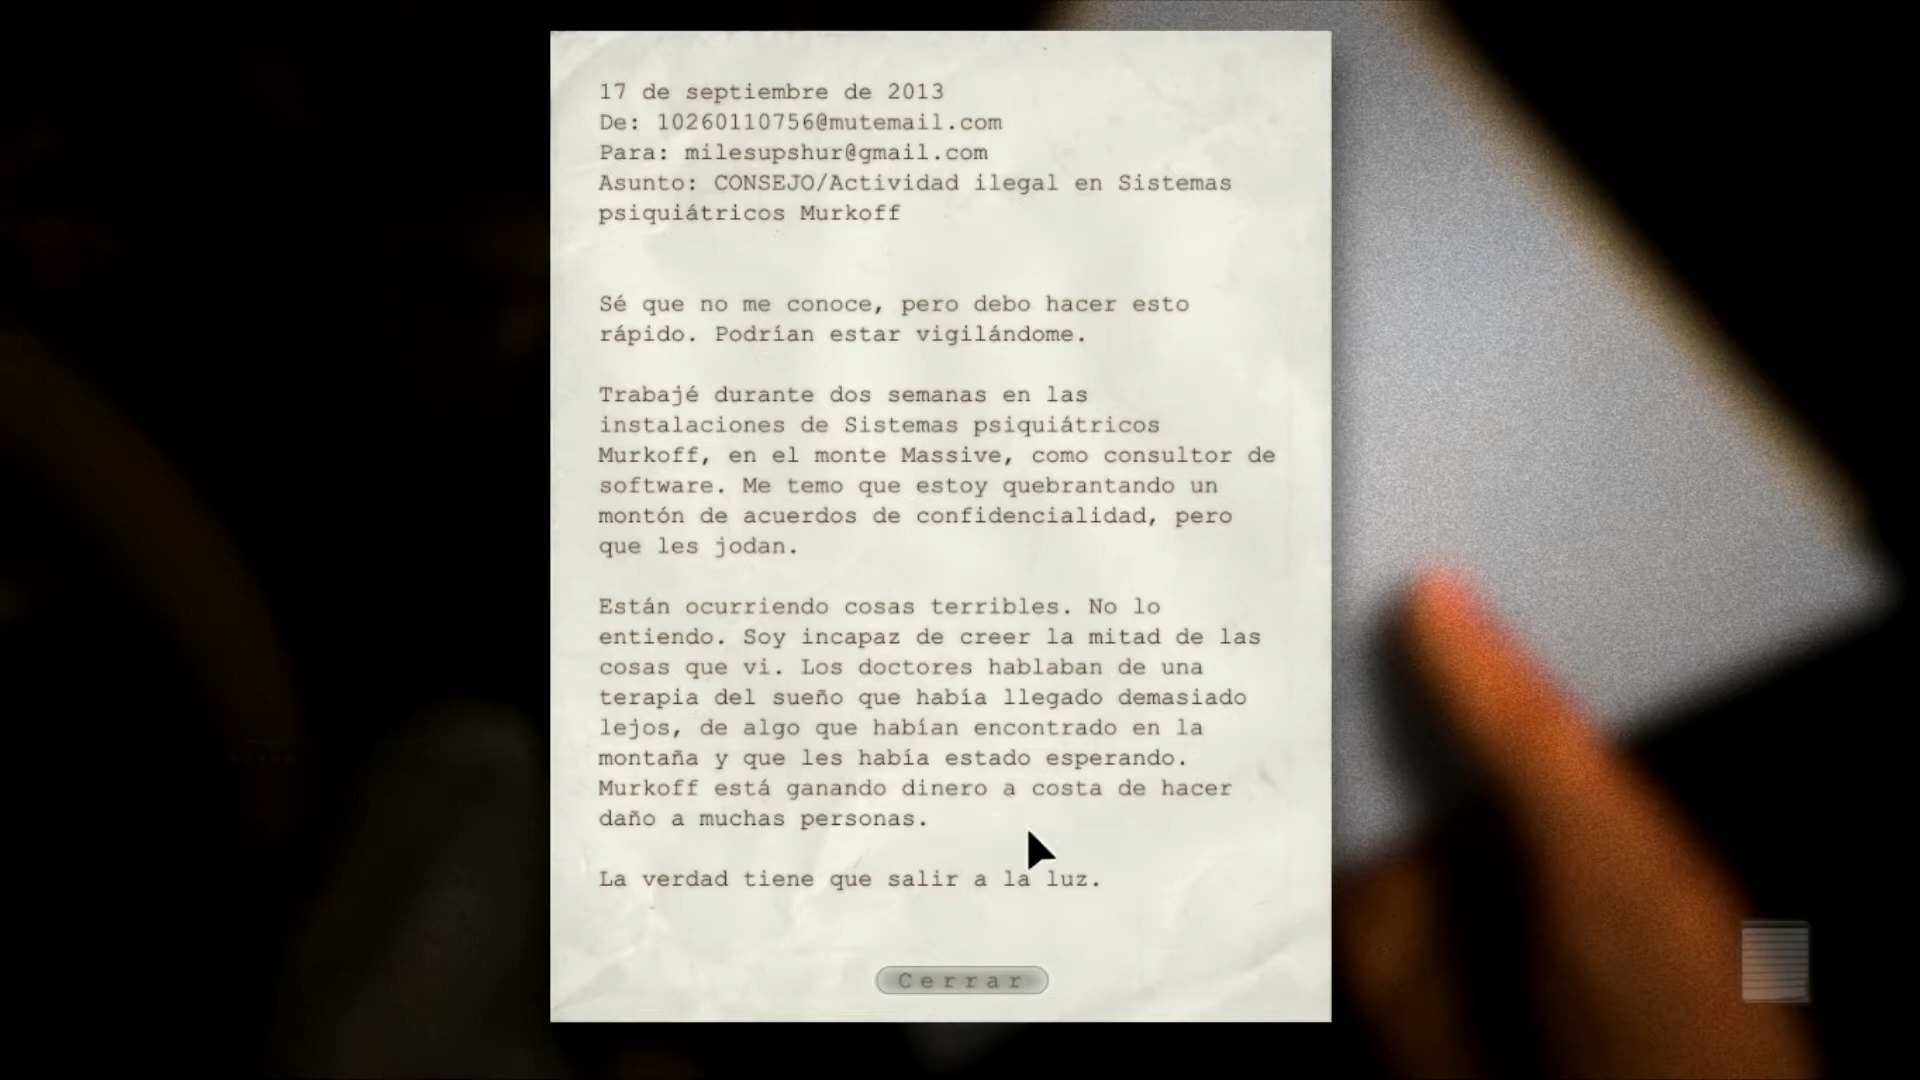 17 de septiembre de 2013
De: 10260110756@mutemail.com
Para: milesupshur@gmail.com
Asunto: CONSEJO/Actividad ilegal en Sistemas
psiquiátricos Murkoff
Sé que no me conoce, pero debo hacer esto
rápido. Podrían estar vigilándome.
Trabajé durante dos semanas en las
instalaciones de Sistemas psiquiátricos
Murkoff, en el monte Massive, como consultor de
software. Me temo que estoy quebrantando un
montón de acuerdos de confidencialidad, pero
que les jodan.
Están ocurriendo cosas terribles. No lo
entiendo. Soy incapaz de creer la mitad de las
cosas que vi. Los doctores hablaban de una
terapia del sueño que había llegado demasiado
lejos, de algo que habían encontrado en la
montaña y que les había estado esperando.
Murkoff está ganando dinero a costa de hacer
daño a muchas personas.
La verdad tiene que salir a la luz.
Cerrar